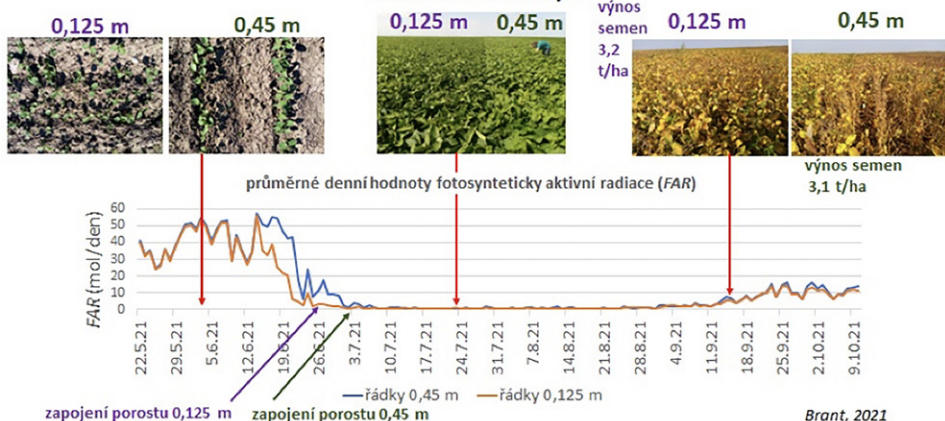 0,125 m
0,45 m
0,125 m
0,45 m
výnos
semen
3,2
t/ha
0,125 m
0,45 m
výnos semen
3,1 t/ha
průměrné denní hodnoty fotosynteticky aktivní radiace (FAR)
FAR (mol/den)
60
50
40
30
20
10
0
22.5.21
29.5.21
5.6.21
12.6.21
19.6.21
26.6.21
3.7.21
10.7.21
17.7.21
24.7.21
31.7.21
7.8.21
14.8.21
21.8.21
28.8.21
4.9.21
11.9.21
18.9.21
25.9.21
2.10.21
9.10.21
řádky 0,45 m
řádky 0,125 m
zapojení porostu 0,125 m
zapojení porostu 0,45 m
Brant, 2021